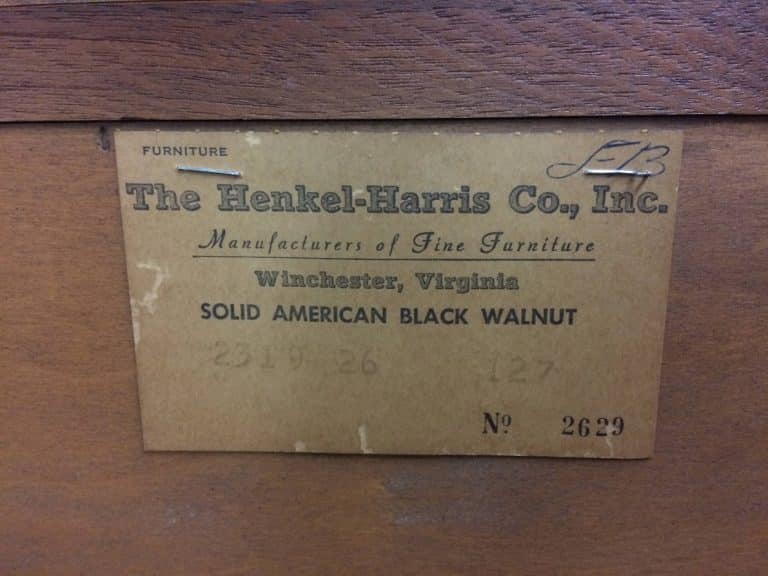 FURNITURE
The Henkel-Harris Co., Inc.
Manufacturers of Fine Furniture
Winchester, Virginia
SOLID AMERICAN BLACK WALNUT
26 127
Nº 2629